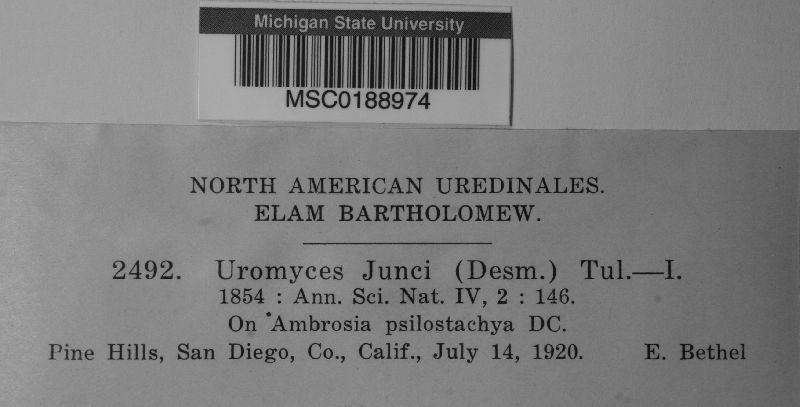 Michigan State University
MSC0188974
NORTH AMERICAN UREDINALES.
ELAM BARTHOLOMEW.
2492. Uromyces Junci (Desm.) Tul.—I.
1854 : Ann. Sci. Nat. IV, 2 : 146.
On Ambrosia psilostachya DC.
Pine Hills, San Diego, Co., Calif., July 14, 1920. E. Bethel